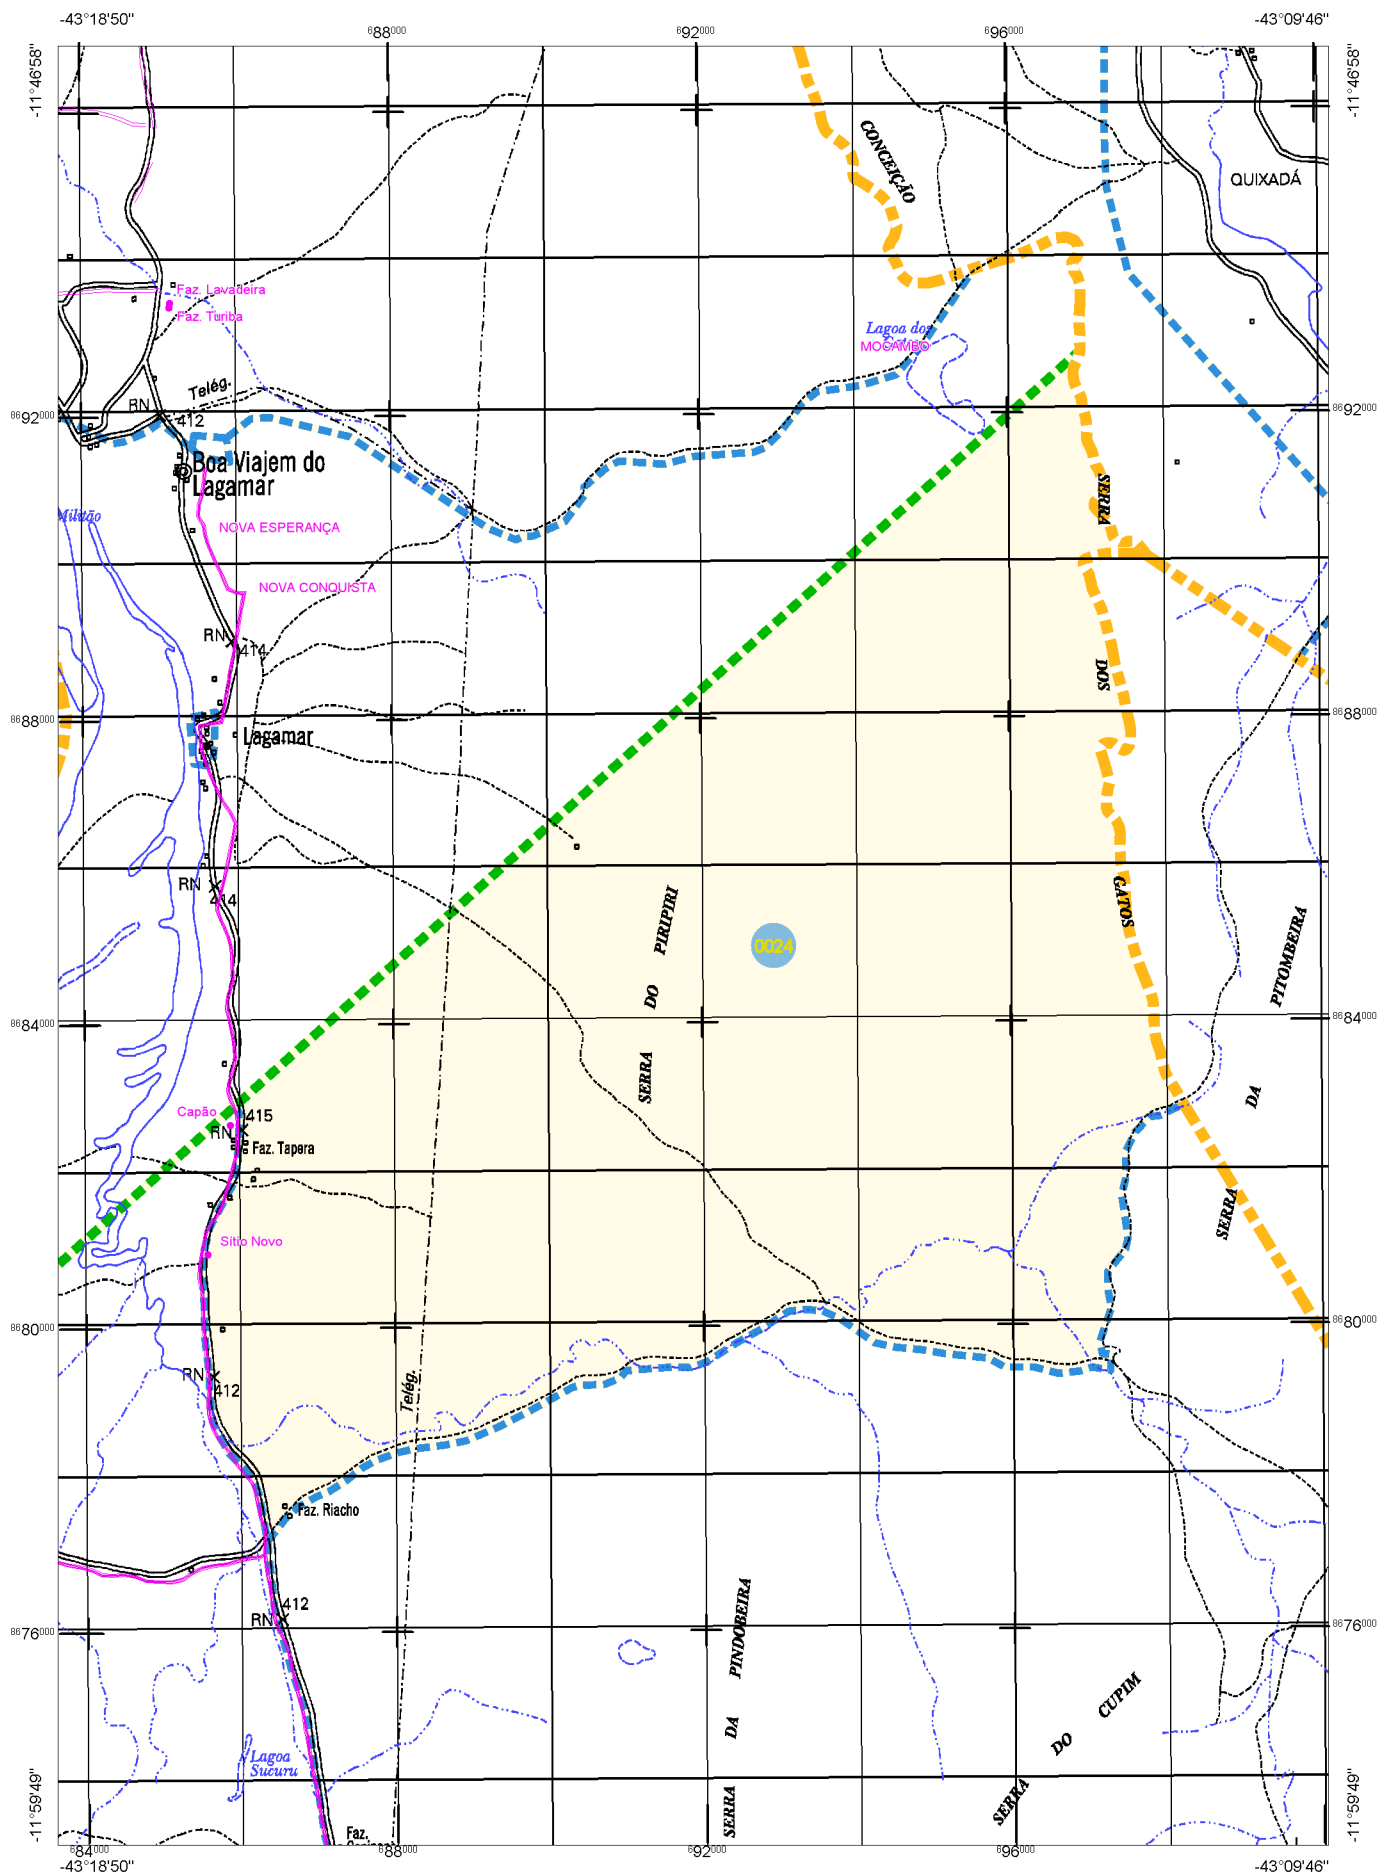 -43°18'50"
-43°09'46"
688000
692000
696000
-11°46'58"
-11°46'58"
CONCEIÇÃO
QUIXADÁ
Faz. Lavadeira
Faz. Turiba
Lagoa dos
MOCAMBO
Telég.
RN
412
8692000
8692000
Boa Viajem do
Lagamar
SERRA
Militão
NOVA ESPERANÇA
NOVA CONQUISTA
RN
414
DOS
8688000
8688000
Lagamar
RN
414
GATOS
PIRIPIRI
0024
PITOMBEIRA
DO
8684000
8684000
SERRA
DA
Capão
415
RN
Faz. Tapera
SERRA
Sítio Novo
8680000
8680000
RN
412
Telég.
Faz. Riacho
412
RN
PINDOBEIRA
8676000
8676000
CUPIM
DA
DO
Lagoa
Sucuru
SERRA
SERRA
Faz.
-11°59'49"
-11°59'49"
684000
688000
692000
696000
-43°18'50"
-43°09'46"